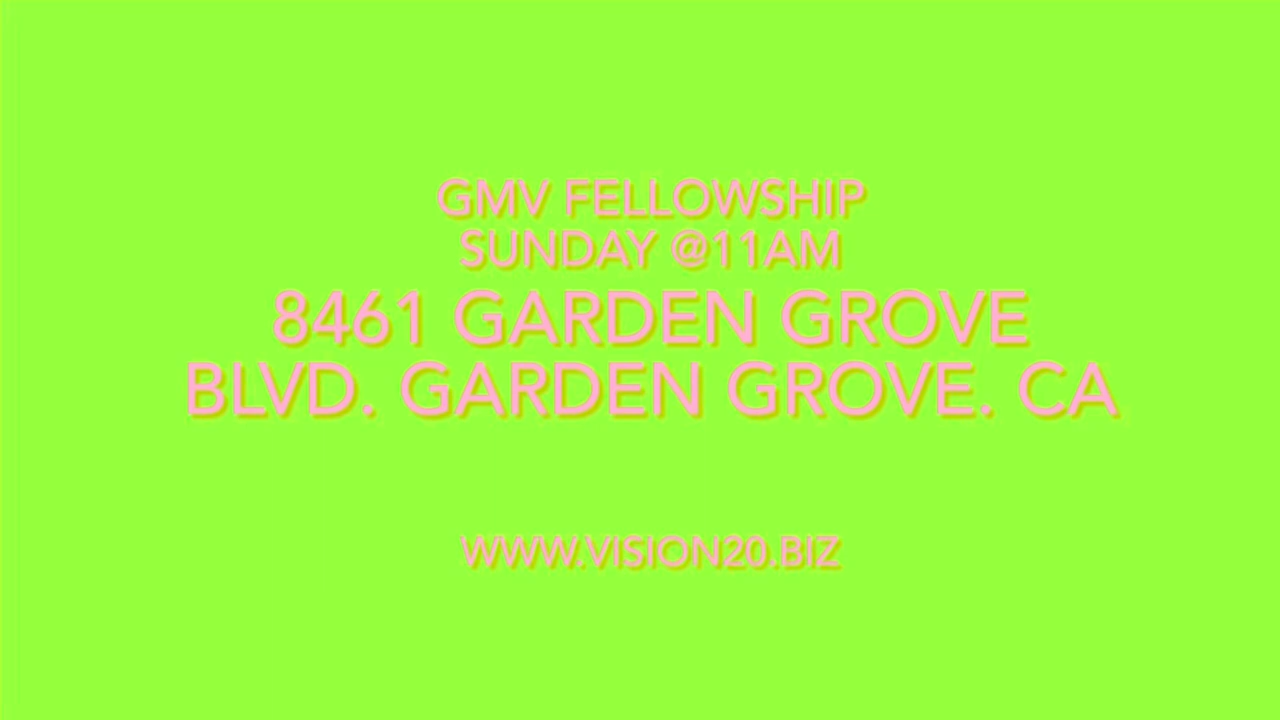 GMV FELLOWSHIP
SUNDAY @11AM
8461 GARDEN GROVE
BLVD. GARDEN GROVE. CA
WWW.VISION20.BIZ